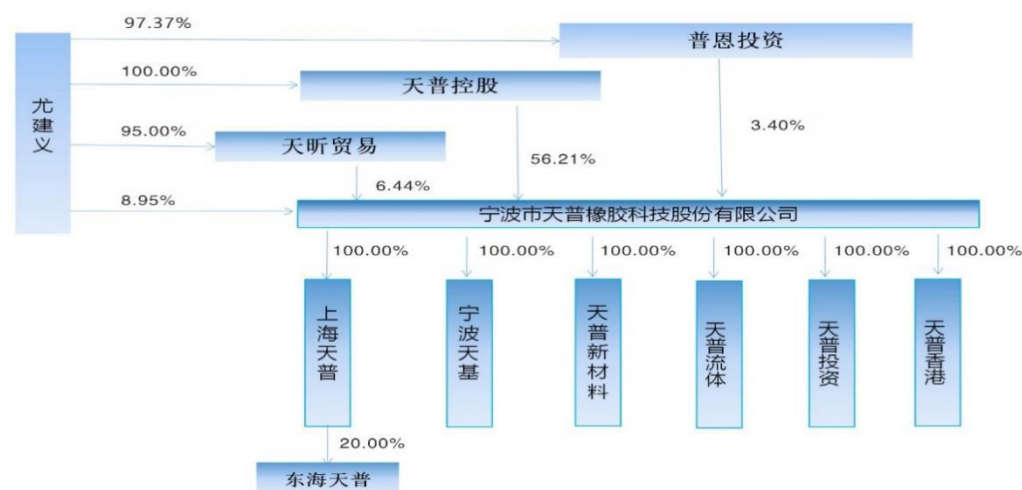 97.37%
普恩投资
100.00%
天普控股
尤建义
95.00%
天昕贸易
3.40%
56.21%
6.44%
8.95%
宁波市天普橡胶科技股份有限公司
100.00%
100.00%
100.00%
100.00%
100.00%
100.00%
上海天普
宁波天基
天普新材料
天普流体
天普投资
天普香港
20.00%
东海天普